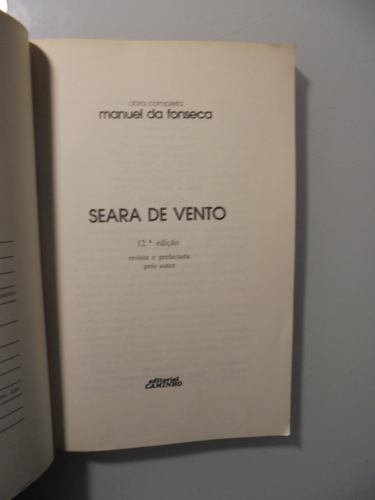 obra completa
manuel da fonseca
SEARA DE VENTO
12.ª edição
revista e prefaciada
pelo autor
editorial
CAMINHO